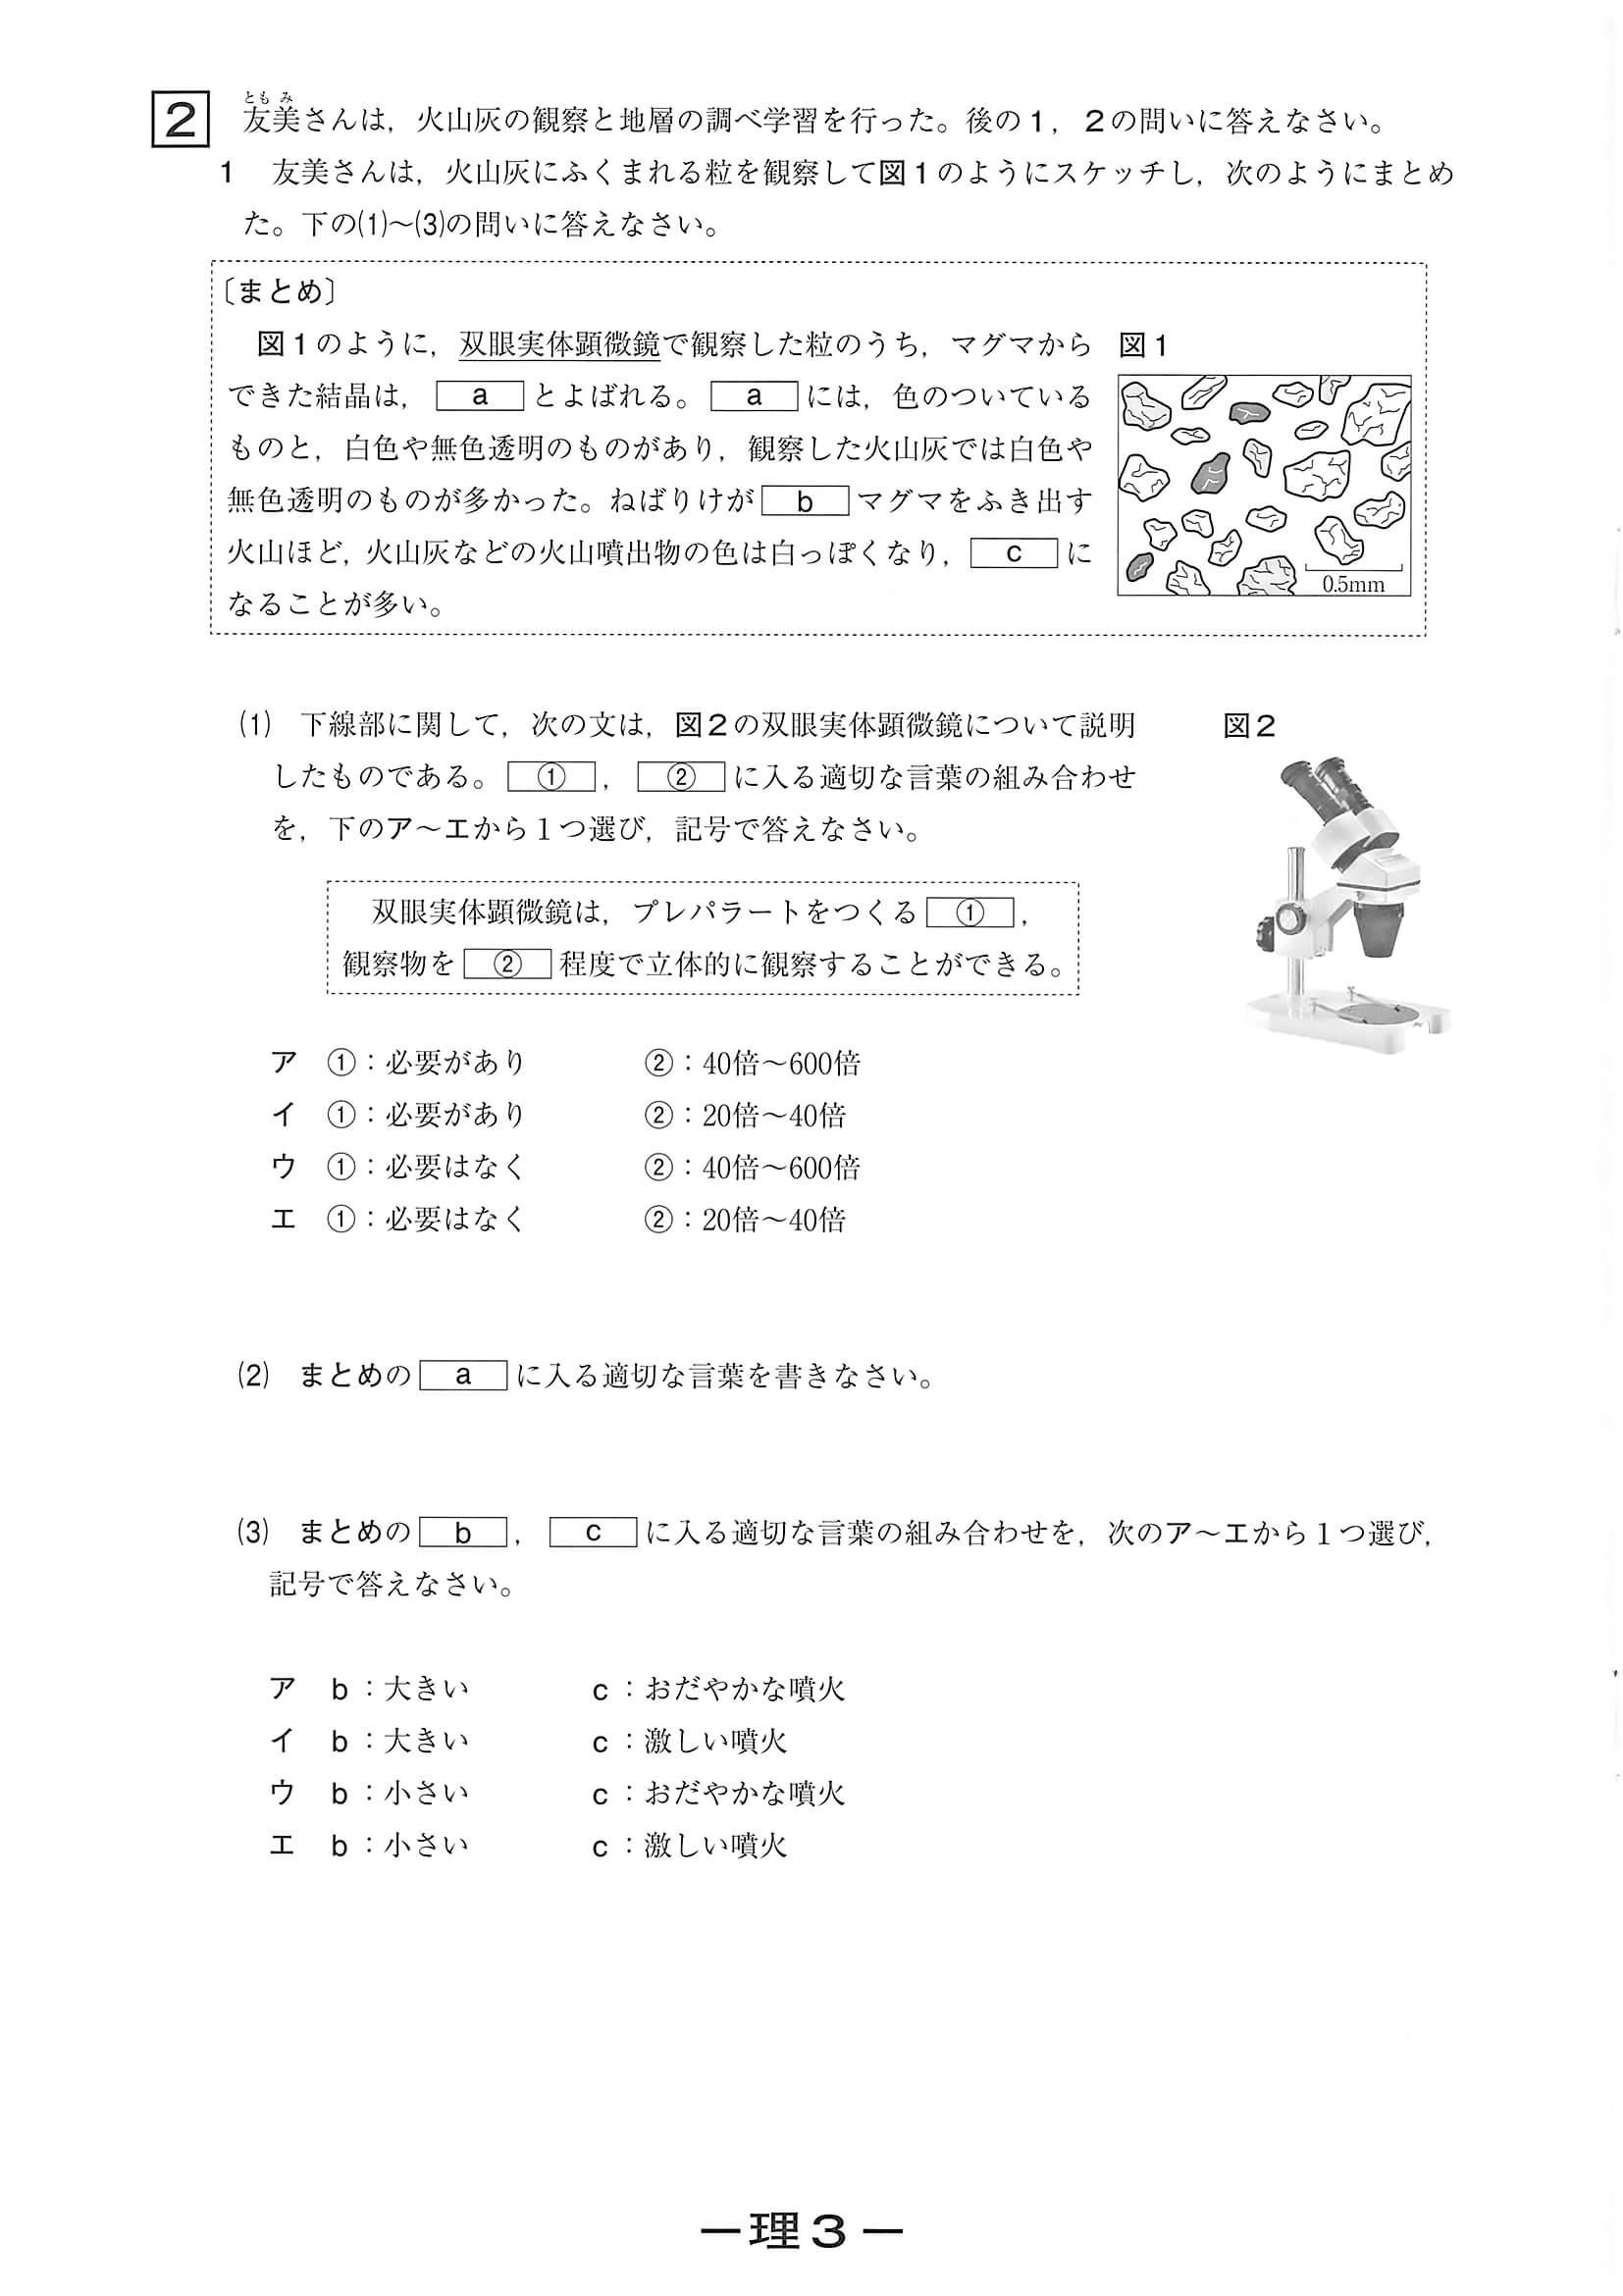 2 友美さんは，火山灰の観察と地層の調べ学習を行った。後の1，2の問いに答えなさい。
ともみ
1 友美さんは，火山灰にふくまれる粒を観察して図1のようにスケッチし，次のようにまとめ
た。下の(1)～(3)の問いに答えなさい。
〔まとめ〕
図1のように，双眼実体顕微鏡で観察した粒のうち，マグマから
できた結晶は， a とよばれる。 a には，色のついている
ものと，白色や無色透明のものがあり，観察した火山灰では白色や
無色透明のものが多かった。ねばりけが b マグマをふき出す
火山ほど，火山灰などの火山噴出物の色は白っぽくなり， c に
なることが多い。
図1
0.5mm
(1) 下線部に関して，次の文は，図2の双眼実体顕微鏡について説明
したものである。 ① ， ② に入る適切な言葉の組み合わせ
を，下のア～エから1つ選び，記号で答えなさい。
図2
双眼実体顕微鏡は，プレパラートをつくる ① ，
観察物を ② 程度で立体的に観察することができる。
ア ①：必要があり ②：40倍～600倍
イ ①：必要があり ②：20倍～40倍
ウ ①：必要はなく ②：40倍～600倍
エ ①：必要はなく ②：20倍～40倍
(2) まとめの a に入る適切な言葉を書きなさい。
(3) まとめの b ， c に入る適切な言葉の組み合わせを，次のア～エから1つ選び，
記号で答えなさい。
ア b：大きい c：おだやかな噴火
イ b：大きい c：激しい噴火
ウ b：小さい c：おだやかな噴火
エ b：小さい c：激しい噴火
－理3－